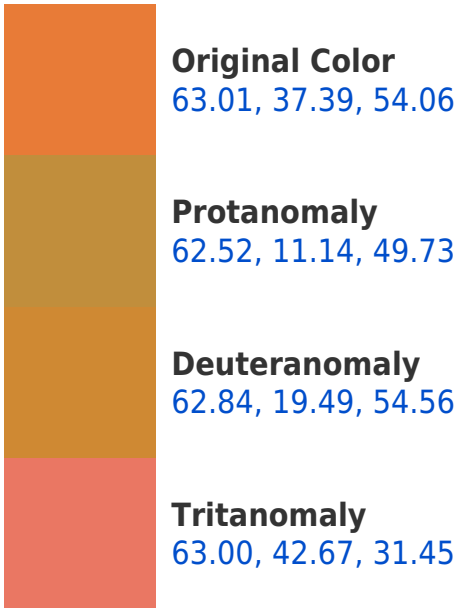 Original Color
63.01, 37.39, 54.06
Protanomaly
62.52, 11.14, 49.73
Deuteranomaly
62.84, 19.49, 54.56
Tritanomaly
63.00, 42.67, 31.45